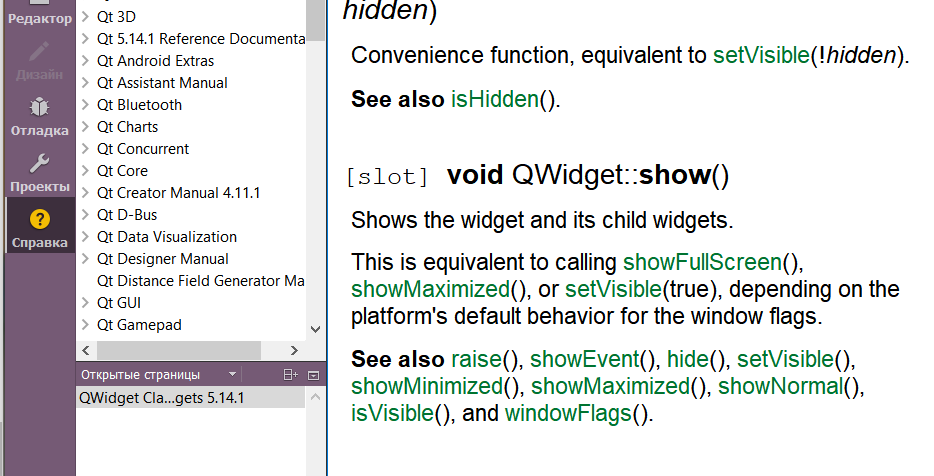 Редактор
Дизайн
Отладка
Проекты
?
Справка
Qt 3D
Qt 5.14.1 Reference Documenta
Qt Android Extras
Qt Assistant Manual
Qt Bluetooth
Qt Charts
Qt Concurrent
Qt Core
Qt Creator Manual 4.11.1
Qt D-Bus
Qt Data Visualization
Qt Designer Manual
Qt Distance Field Generator Ma
Qt GUI
Qt Gamepad
Открытые страницы
QWidget Cla...gets 5.14.1
hidden)
Convenience function, equivalent to setVisible(!hidden).
See also isHidden().
[slot] void QWidget::show()
Shows the widget and its child widgets.
This is equivalent to calling showFullScreen(),
showMaximized(), or setVisible(true), depending on the
platform's default behavior for the window flags.
See also raise(), showEvent(), hide(), setVisible(),
showMinimized(), showMaximized(), showNormal(),
isVisible(), and windowFlags().